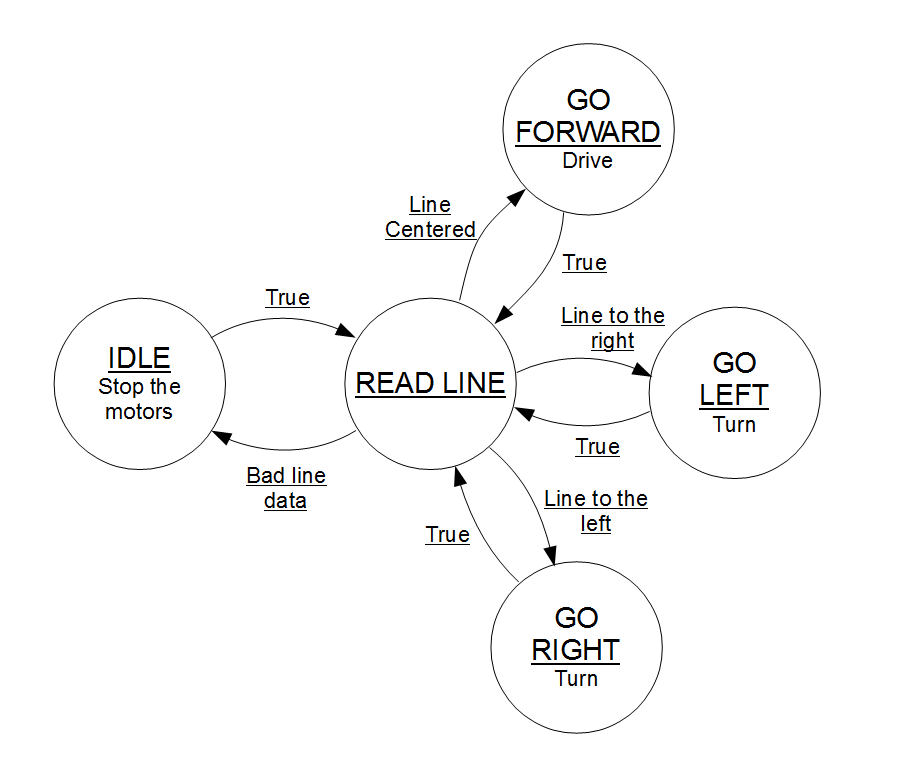 GO
FORWARD
Drive
Line
Centered
True
True
Line to the
right
IDLE
Stop the
motors
READ LINE
GO
LEFT
Turn
True
Bad line
data
Line to the
left
True
GO
RIGHT
Turn